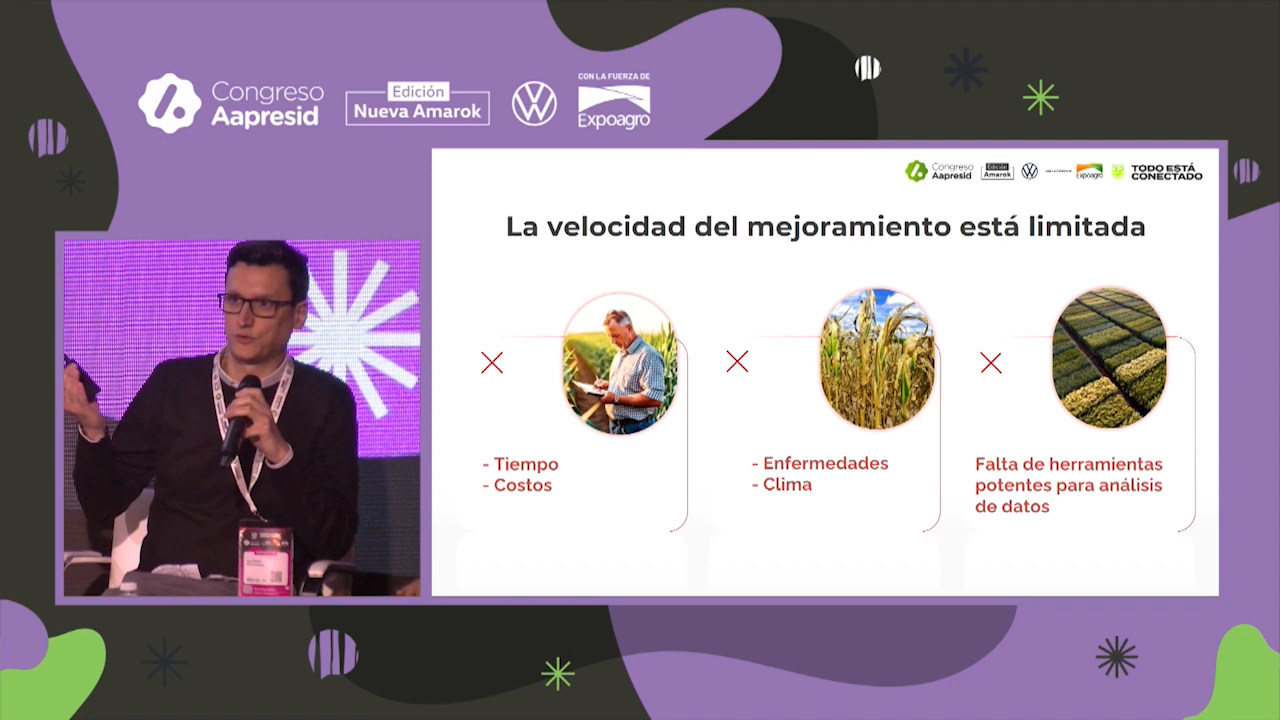 Congreso
Aapresid
Edición
Nueva Amarok
CON LA FUERZA DE
Expoagro
Congreso
Aapresid
Edición
Amarok
Expoagro
TODO ESTÁ
CONECTADO
La velocidad del mejoramiento está limitada
- Tiempo
- Costos
- Enfermedades
- Clima
Falta de herramientas
potentes para análisis
de datos